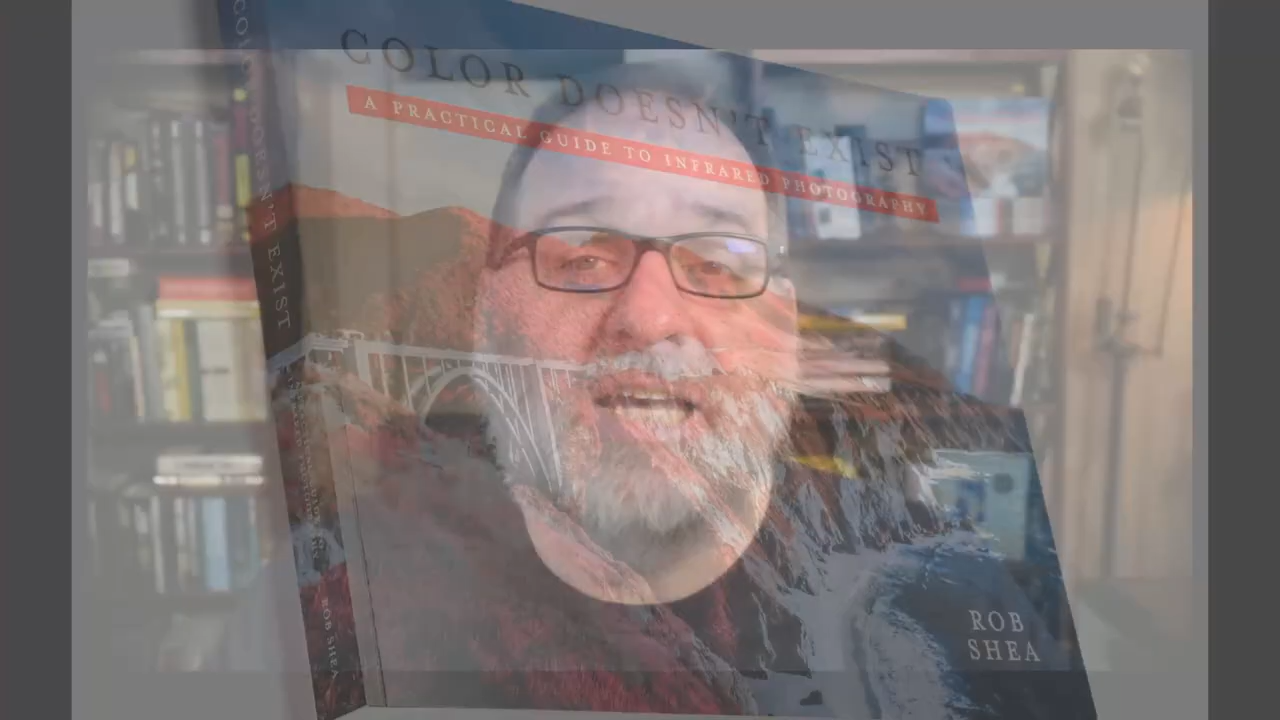 COLOR DOESN'T EXIST
A PRACTICAL GUIDE TO INFRARED PHOTOGRAPHY
COLOR DOESN'T EXIST
ROB SHEA
ROB
SHEA